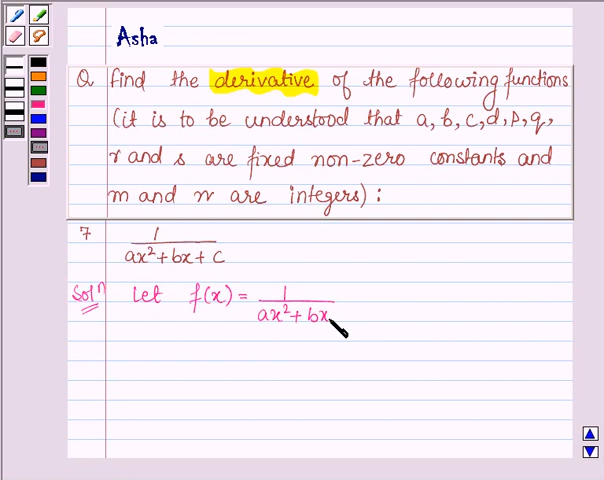 Asha
Q find the derivative of the following functions
(it is to be understood that a, b, c, d, p, q,
r and s are fixed non-zero constants and
m and n are integers) :
7 1/(ax²+bx+c)
Solⁿ Let f(x) = 1/(ax²+bx